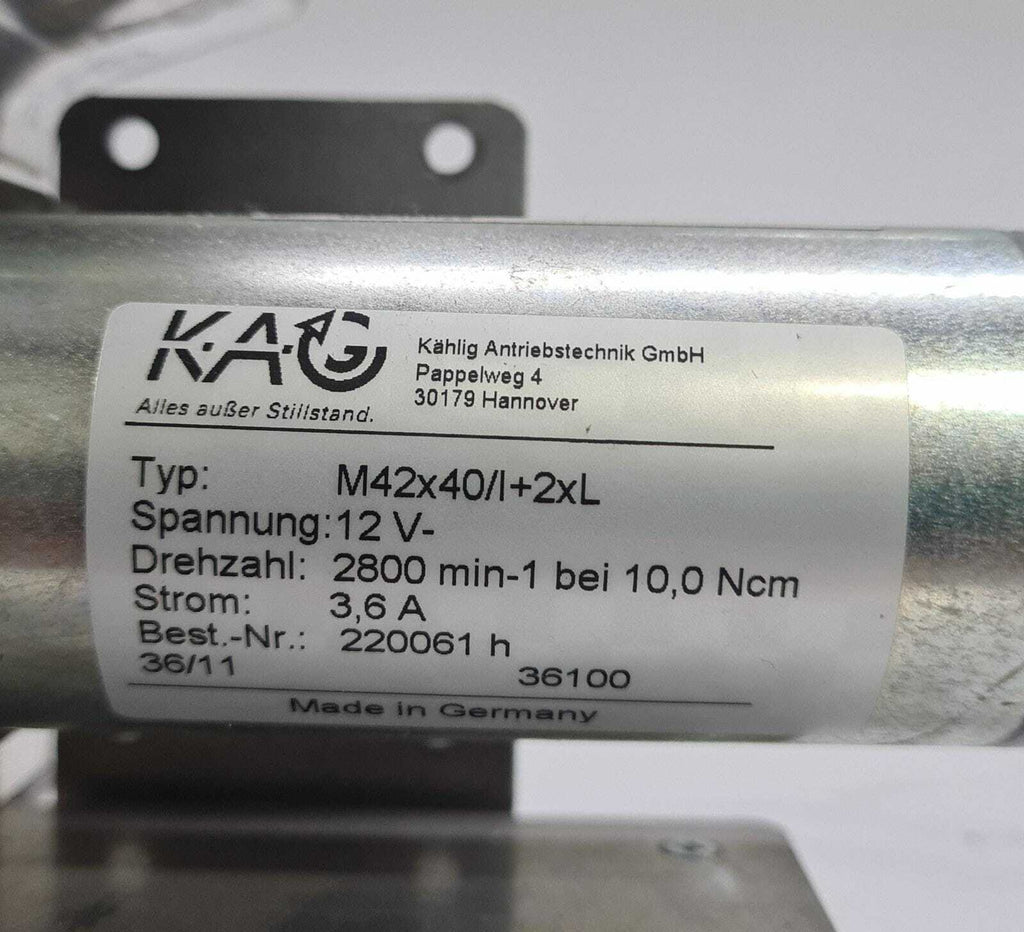 K·A·G
Kählig Antriebstechnik GmbH
Pappelweg 4
30179 Hannover
Alles außer Stillstand.
Typ: M42x40/I+2xL
Spannung: 12 V-
Drehzahl: 2800 min-1 bei 10,0 Ncm
Strom: 3,6 A
Best.-Nr.: 220061 h
36/11 36100
Made in Germany